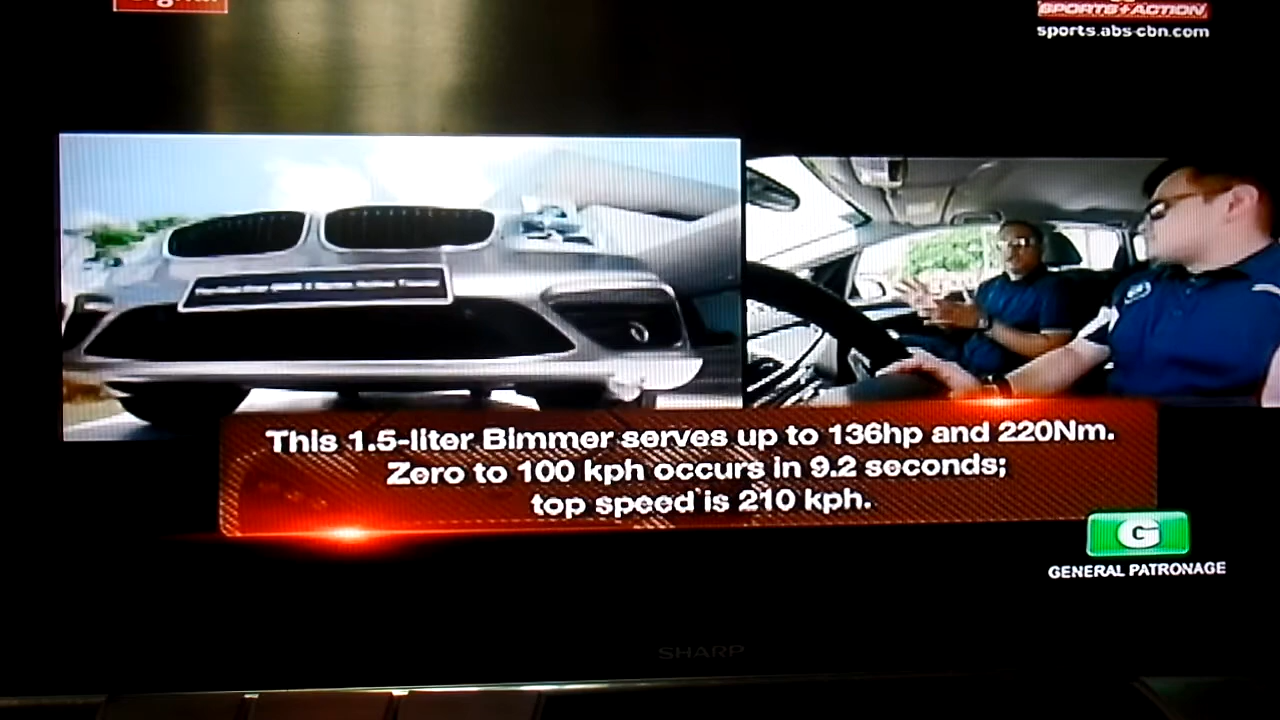 Digital
SPORTS+ACTION
sports.abs-cbn.com
This 1.5-liter Bimmer serves up to 136hp and 220Nm.
Zero to 100 kph occurs in 9.2 seconds;
top speed is 210 kph.
G
GENERAL PATRONAGE
SHARP